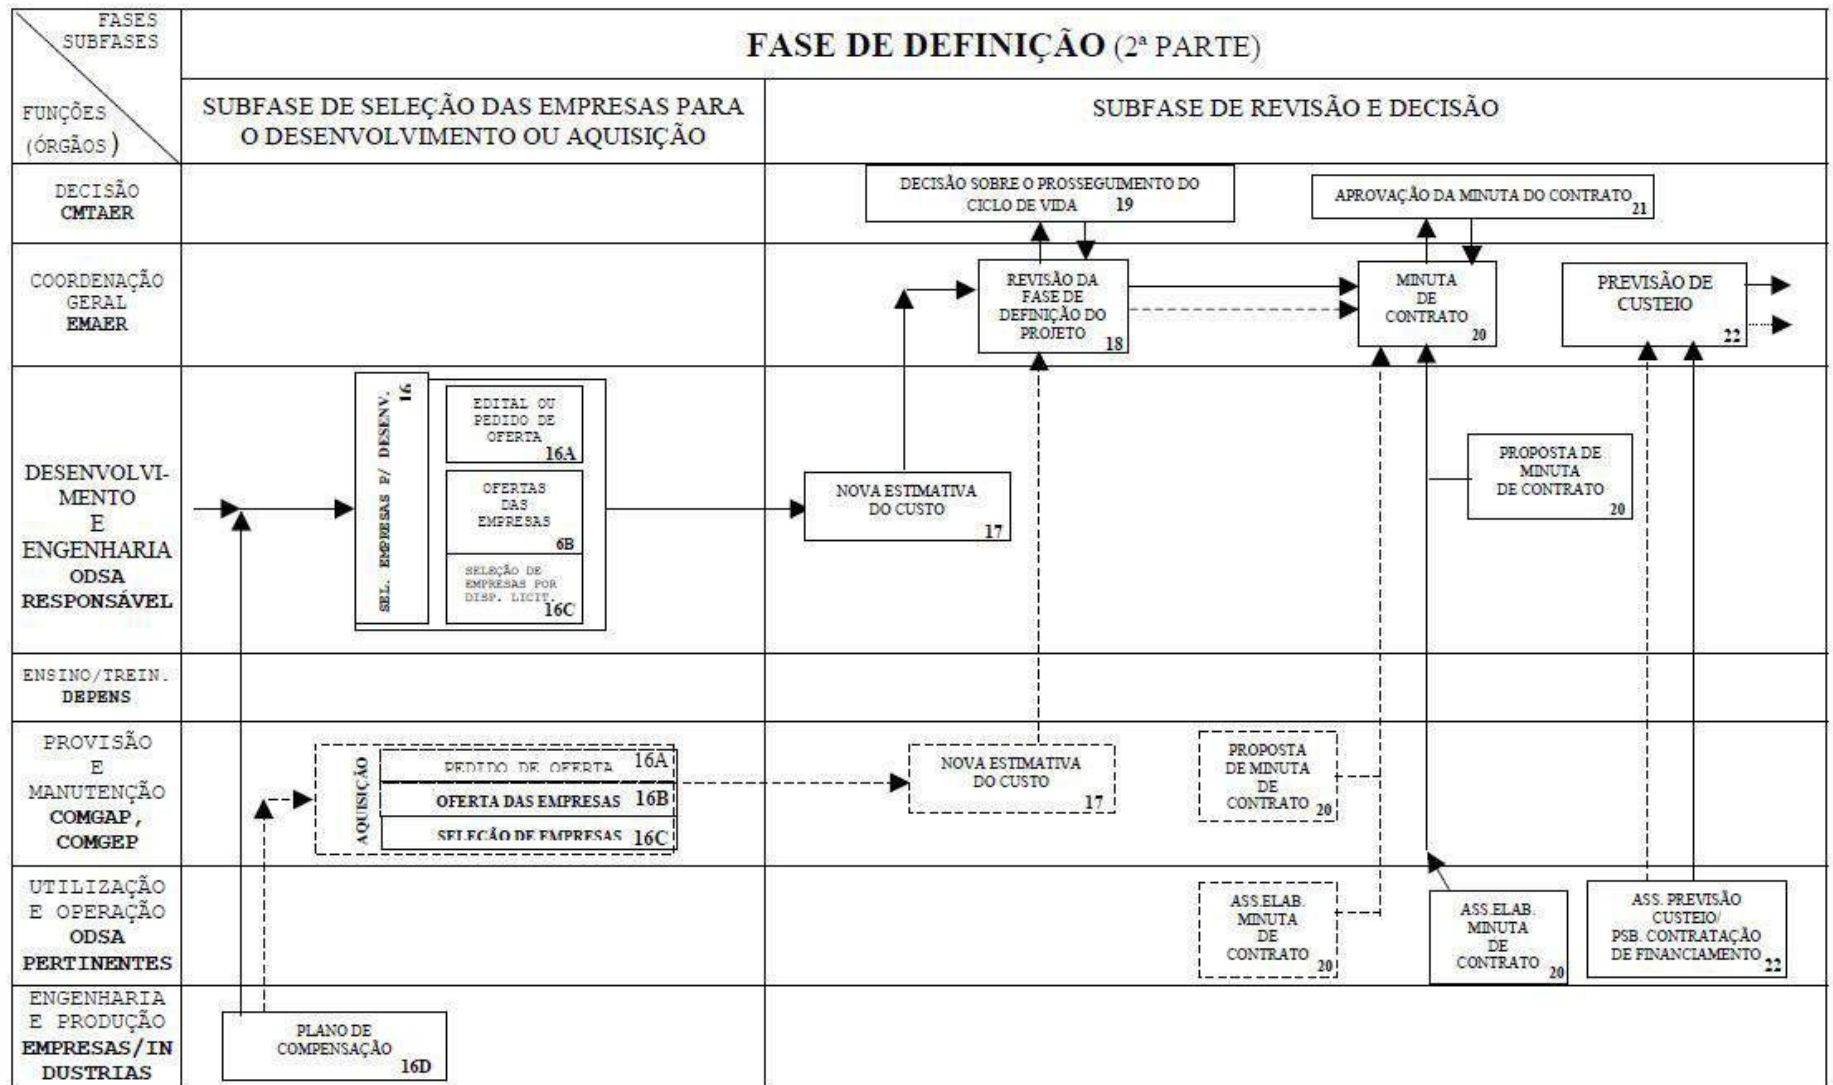 FASES
SUBFASES
FUNÇÕES
(ÓRGÃOS)
FASE DE DEFINIÇÃO (2ª PARTE)
SUBFASE DE SELEÇÃO DAS EMPRESAS PARA
O DESENVOLVIMENTO OU AQUISIÇÃO
SUBFASE DE REVISÃO E DECISÃO
DECISÃO
CMTAER
DECISÃO SOBRE O PROSSEGUIMENTO DO
CICLO DE VIDA 19
APROVAÇÃO DA MINUTA DO CONTRATO
21
COORDENAÇÃO
GERAL
EMAER
REVISÃO DA
FASE DE
DEFINIÇÃO DO
PROJETO
18
MINUTA
DE
CONTRATO
20
PREVISÃO DE
CUSTEIO
22
DESENVOLVI-
MENTO
E
ENGENHARIA
ODSA
RESPONSÁVEL
SEL. EMPRESAS P/ DESENV.
16
EDITAL OU
PEDIDO DE
OFERTA
16A
OFERTAS
DAS
EMPRESAS
6B
SELEÇÃO DE
EMPRESAS POR
DISP. LICIT.
16C
NOVA ESTIMATIVA
DO CUSTO
17
PROPOSTA DE
MINUTA
DE CONTRATO
20
ENSINO/TREIN.
DEPENS
PROVISÃO
E
MANUTENÇÃO
COMGAP,
COMGEP
AQUISIÇÃO
PEDIDO DE OFERTA 16A
OFERTA DAS EMPRESAS 16B
SELEÇÃO DE EMPRESAS 16C
NOVA ESTIMATIVA
DO CUSTO
17
PROPOSTA
DE MINUTA
DE
CONTRATO 20
UTILIZAÇÃO
E OPERAÇÃO
ODSA
PERTINENTES
ASS.ELAB.
MINUTA
DE
CONTRATO 20
ASS.ELAB.
MINUTA
DE
CONTRATO 20
ASS. PREVISÃO
CUSTEIO/
PSB. CONTRATAÇÃO
DE FINANCIAMENTO 22
ENGENHARIA
E PRODUÇÃO
EMPRESAS/IN
DUSTRIAS
PLANO DE
COMPENSAÇÃO
16D